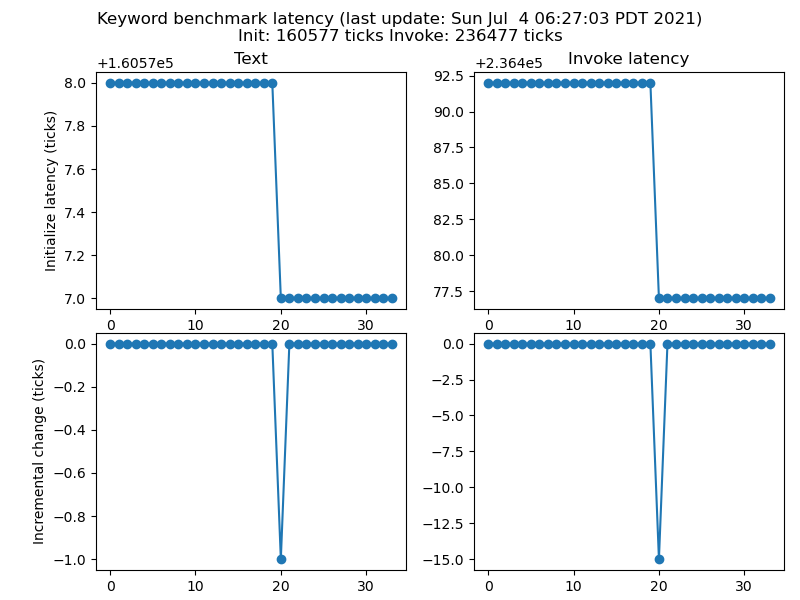 Keyword benchmark latency (last update: Sun Jul  4 06:27:03 PDT 2021)
Init: 160577 ticks Invoke: 236477 ticks
Text
Invoke latency
+1.6057e5
+2.364e5
Initialize latency (ticks)
8.0
7.8
7.6
7.4
7.2
7.0
0 10 20 30
92.5
90.0
87.5
85.0
82.5
80.0
77.5
0 10 20 30
Incremental change (ticks)
0.0
−0.2
−0.4
−0.6
−0.8
−1.0
0 10 20 30
0.0
−2.5
−5.0
−7.5
−10.0
−12.5
−15.0
0 10 20 30